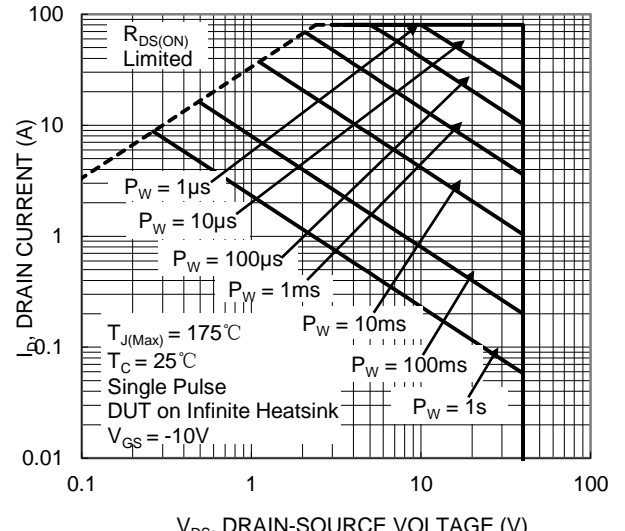 100
R_DS(ON)
Limited
10
P_W = 1μs
P_W = 10μs
P_W = 100μs
1
P_W = 1ms
P_W = 10ms
P_W = 100ms
P_W = 1s
T_J(Max) = 175℃
T_C = 25℃
Single Pulse
DUT on Infinite Heatsink
V_GS = -10V
0.1
0.01
0.1
1
10
100
I_D, DRAIN CURRENT (A)
V_DS, DRAIN-SOURCE VOLTAGE (V)